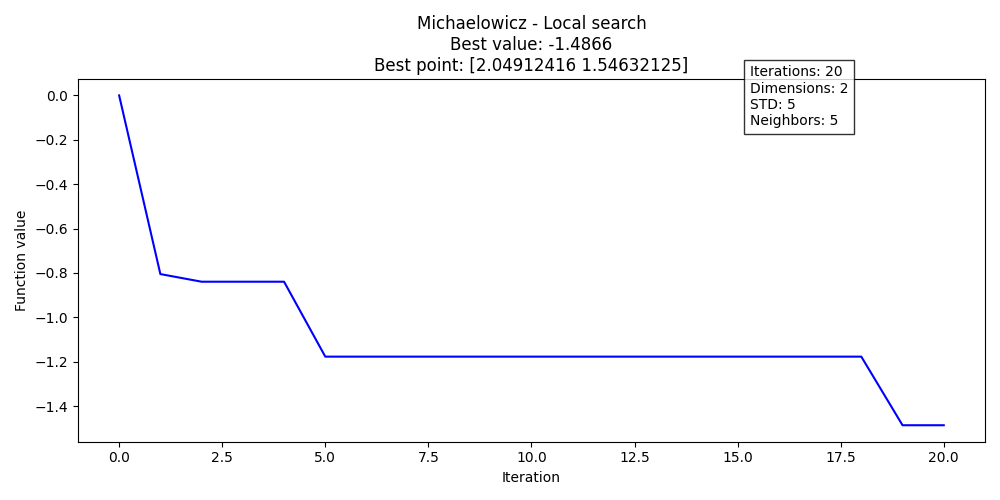 Michaelowicz - Local search
Best value: -1.4866
Best point: [2.04912416 1.54632125]
Iterations: 20
Dimensions: 2
STD: 5
Neighbors: 5
0.0
−0.2
−0.4
−0.6
−0.8
−1.0
−1.2
−1.4
Function value
0.0 2.5 5.0 7.5 10.0 12.5 15.0 17.5 20.0
Iteration